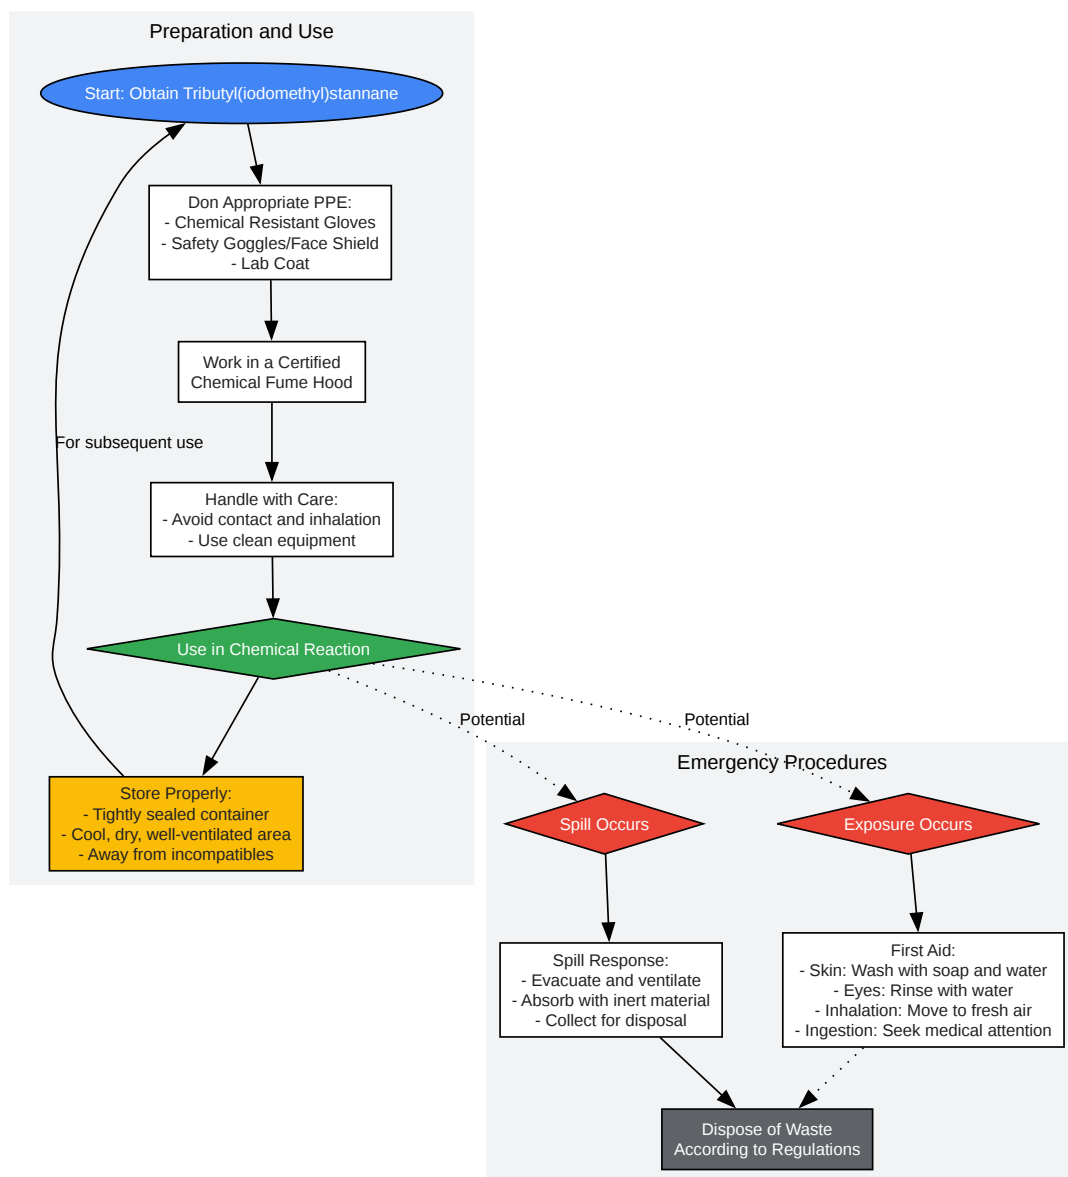 Preparation and Use
Start: Obtain Tributyl(iodomethyl)stannane
Don Appropriate PPE:
- Chemical Resistant Gloves
- Safety Goggles/Face Shield
- Lab Coat
Work in a Certified
Chemical Fume Hood
For subsequent use
Handle with Care:
- Avoid contact and inhalation
- Use clean equipment
Use in Chemical Reaction
Store Properly:
- Tightly sealed container
- Cool, dry, well-ventilated area
- Away from incompatibles
Potential
Potential
Emergency Procedures
Spill Occurs
Exposure Occurs
Spill Response:
- Evacuate and ventilate
- Absorb with inert material
- Collect for disposal
First Aid:
- Skin: Wash with soap and water
- Eyes: Rinse with water
- Inhalation: Move to fresh air
- Ingestion: Seek medical attention
Dispose of Waste
According to Regulations